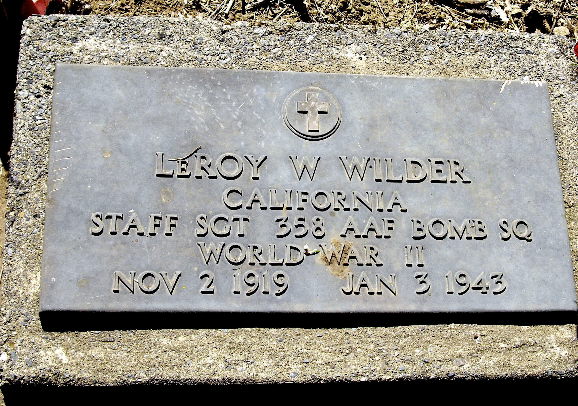 LEROY W WILDER
CALIFORNIA
STAFF SGT 358 AAF BOMB SQ
WORLD WAR II
NOV 2 1919 JAN 3 1943